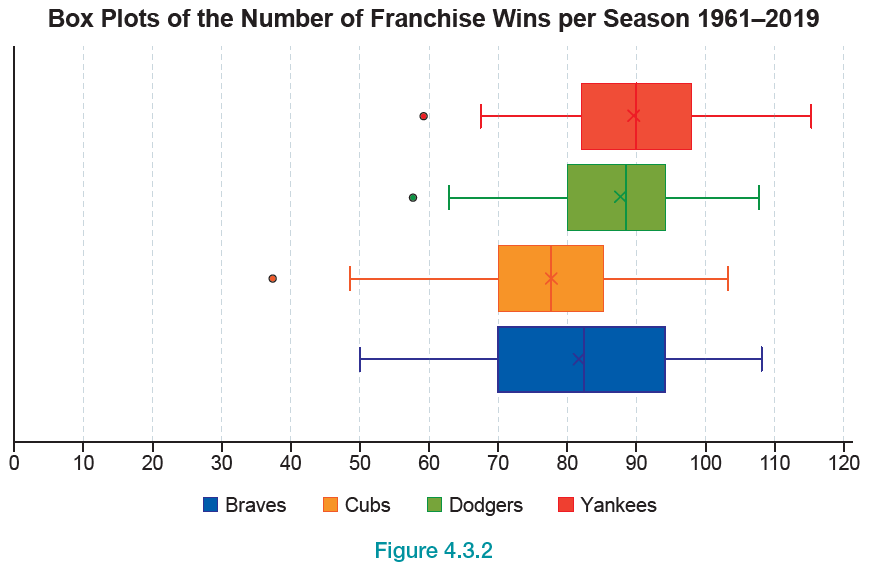 Box Plots of the Number of Franchise Wins per Season 1961–2019
0 10 20 30 40 50 60 70 80 90 100 110 120
Braves Cubs Dodgers Yankees
Figure 4.3.2